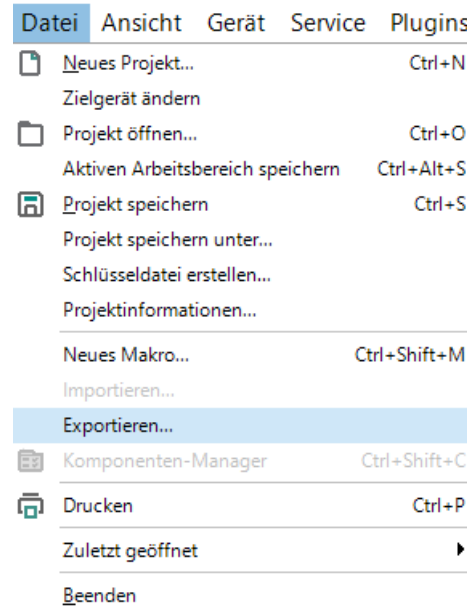 Datei Ansicht Gerät Service Plugins
Neues Projekt... Ctrl+N
Zielgerät ändern
Projekt öffnen... Ctrl+O
Aktiven Arbeitsbereich speichern Ctrl+Alt+S
Projekt speichern Ctrl+S
Projekt speichern unter...
Schlüsseldatei erstellen...
Projektinformationen...
Neues Makro... Ctrl+Shift+M
Importieren...
Exportieren...
Komponenten-Manager Ctrl+Shift+C
Drucken Ctrl+P
Zuletzt geöffnet
Beenden